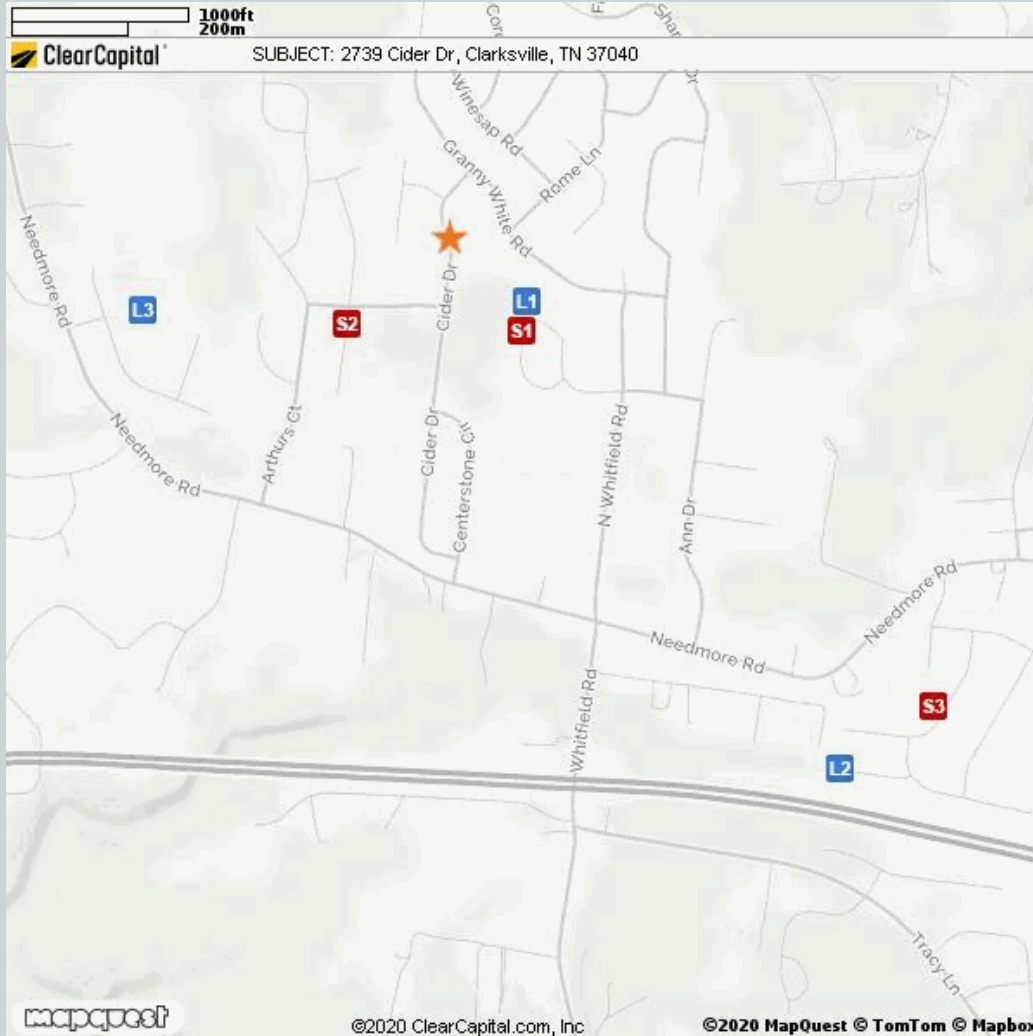 1000ft
200m
ClearCapital
SUBJECT: 2739 Cider Dr, Clarksville, TN 37040
Winesap Rd
Granny White Rd
Rome Ln
Needmore Rd
Cider Dr
L3
L1
S2
S1
Arthurs Ct
Cider Dr
Centerstone Cir
N Whitfield Rd
Ann Dr
Needmore Rd
Needmore Rd
Needmore Rd
Whitfield Rd
S3
L2
Tracy Ln
mapquest
©2020 ClearCapital.com, Inc
©2020 MapQuest © TomTom © Mapbox